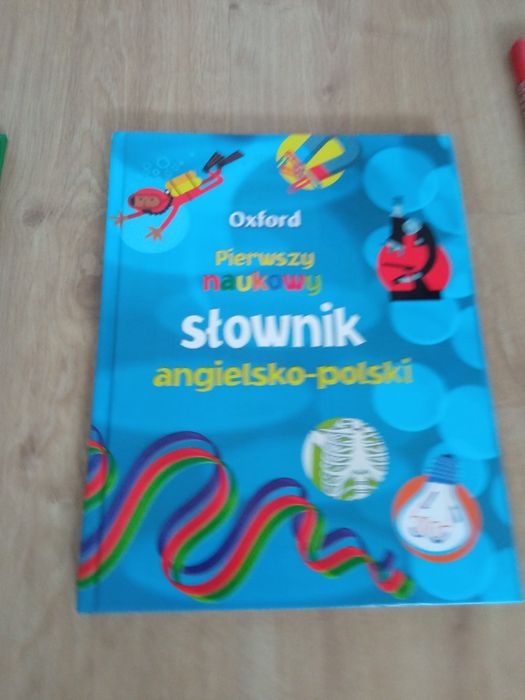 Oxford
Pierwszy
naukowy
słownik
angielsko-polski